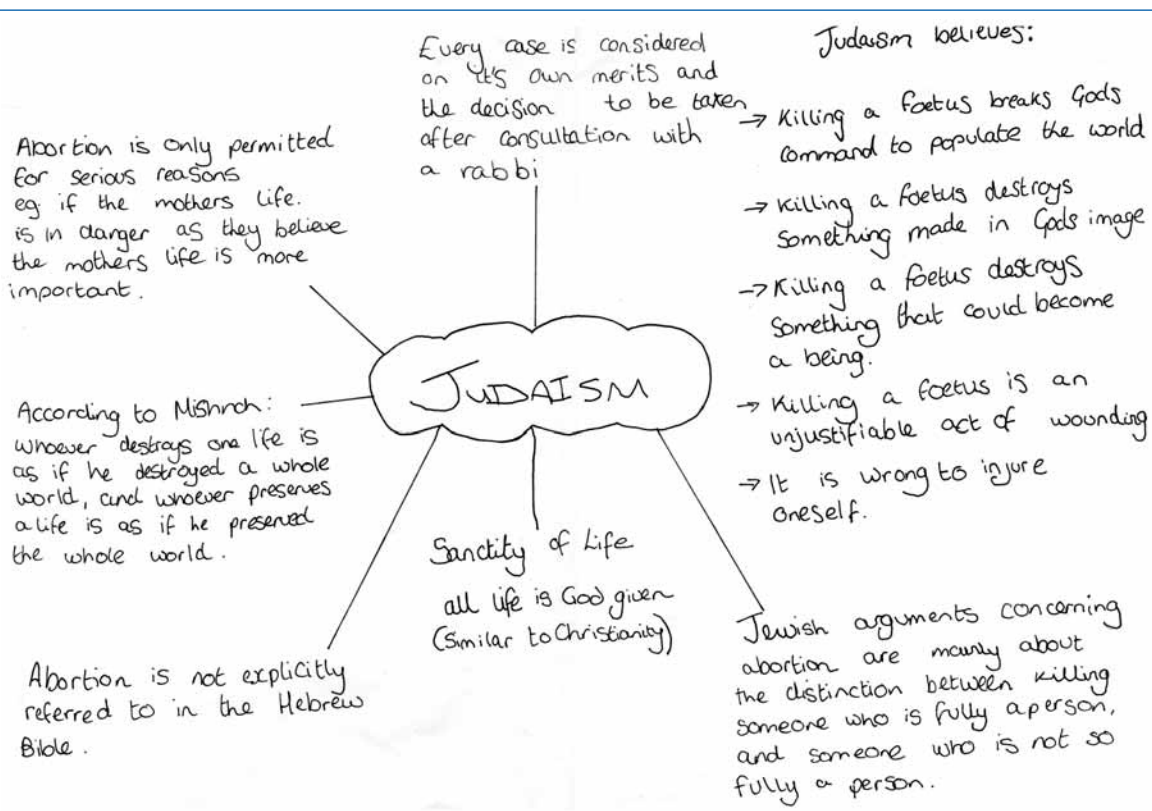 Every case is considered
on it's own merits and
the decision to be taken
after consultation with
a rabbi
Judaism believes:
→ Killing a foetus breaks Gods
command to populate the world
→ Killing a foetus destroys
something made in Gods image
→ Killing a foetus destroys
something that could become
a being.
→ Killing a foetus is an
unjustifiable act of wounding
→ It is wrong to injure
oneself.
Abortion is only permitted
for serious reasons
eg. if the mothers life.
is in danger as they believe
the mothers life is more
important.
JUDAISM
According to Mishnah:
whoever destroys one life is
as if he destroyed a whole
world, and whoever preserves
a life is as if he preserved
the whole world.
Sanctity of Life
all life is God given
(similar to Christianity)
Abortion is not explicitly
referred to in the Hebrew
Bible.
Jewish arguments concerning
abortion are mainly about
the distinction between killing
someone who is fully a person,
and someone who is not so
fully a person.